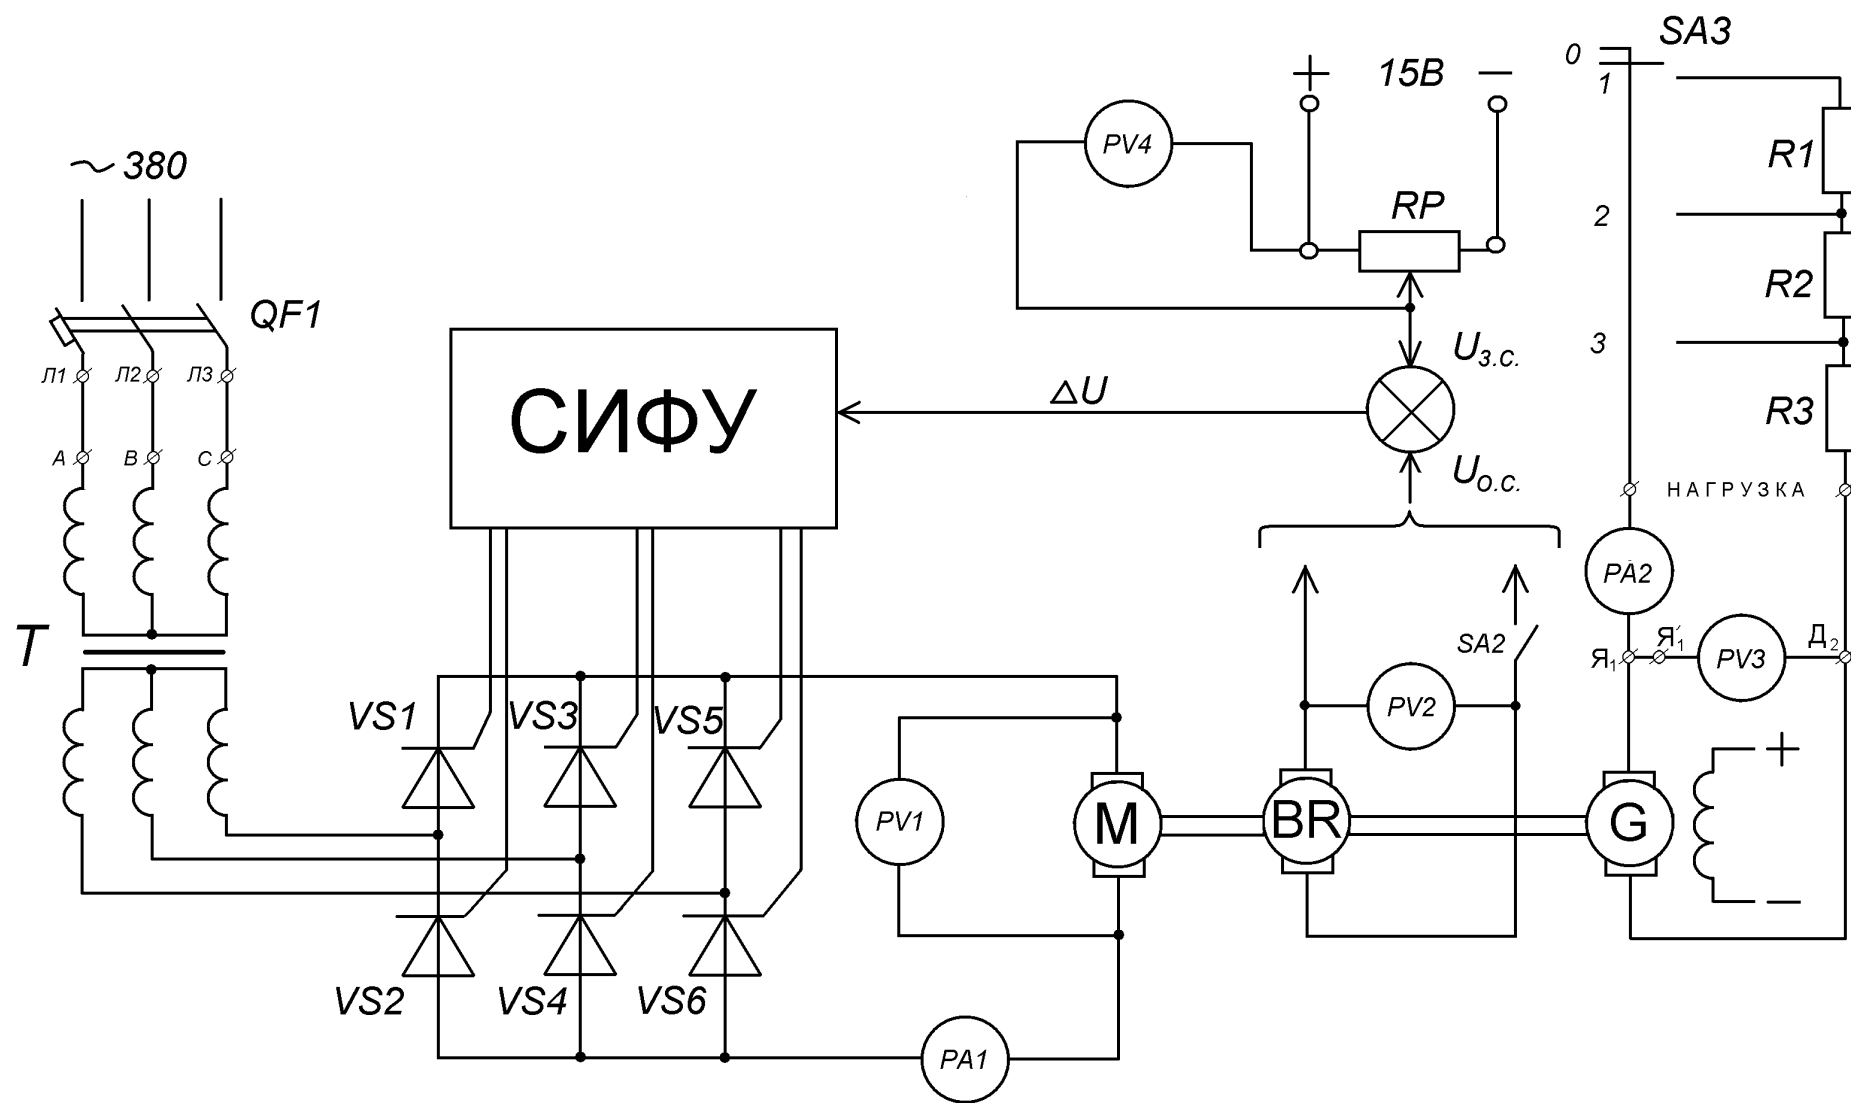 SA3
0
+ 15В −
1
PV4
R1
~ 380
RP
2
R2
QF1
Uз.с.
3
Л1 Л2 Л3
СИФУ
ΔU
R3
A B C
Uо.с.
НАГРУЗКА
PA2
T
SA2
Я1 Я'1 PV3 Д2
VS1 VS3 VS5
PV2
+
PV1 M BR G
−
VS2 VS4 VS6
PA1